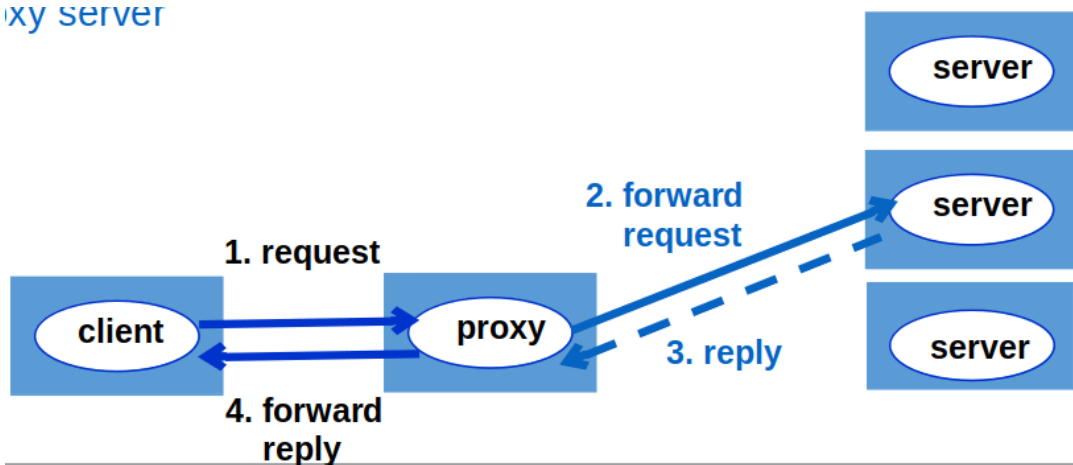 xy server
server
2. forward
request
server
1. request
client
proxy
3. reply
server
4. forward
reply